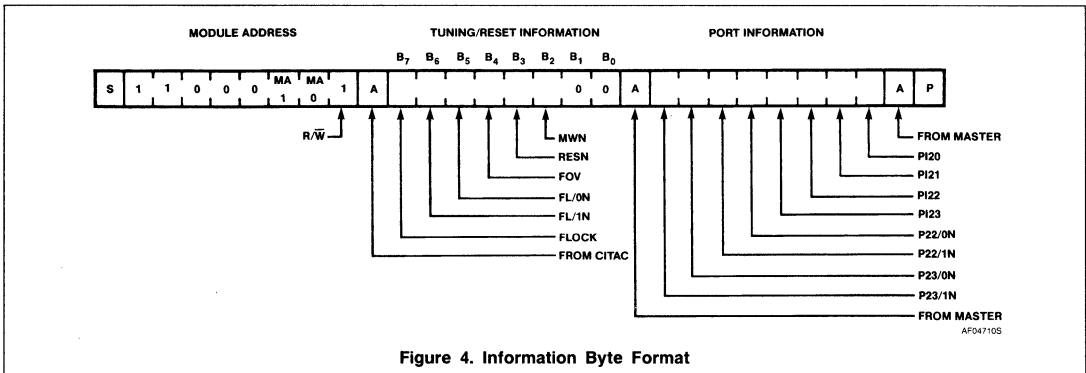 MODULE ADDRESS TUNING/RESET INFORMATION PORT INFORMATION
B7 B6 B5 B4 B3 B2 B1 B0
S 1 1 0 0 0 MA 1 MA 0 1 A 0 0 A A P
R/W̅
MWN
RESN
FOV
FL/0N
FL/1N
FLOCK
FROM CITAC
FROM MASTER
PI20
PI21
PI22
PI23
P22/0N
P22/1N
P23/0N
P23/1N
FROM MASTER
AF04710S
Figure 4. Information Byte Format